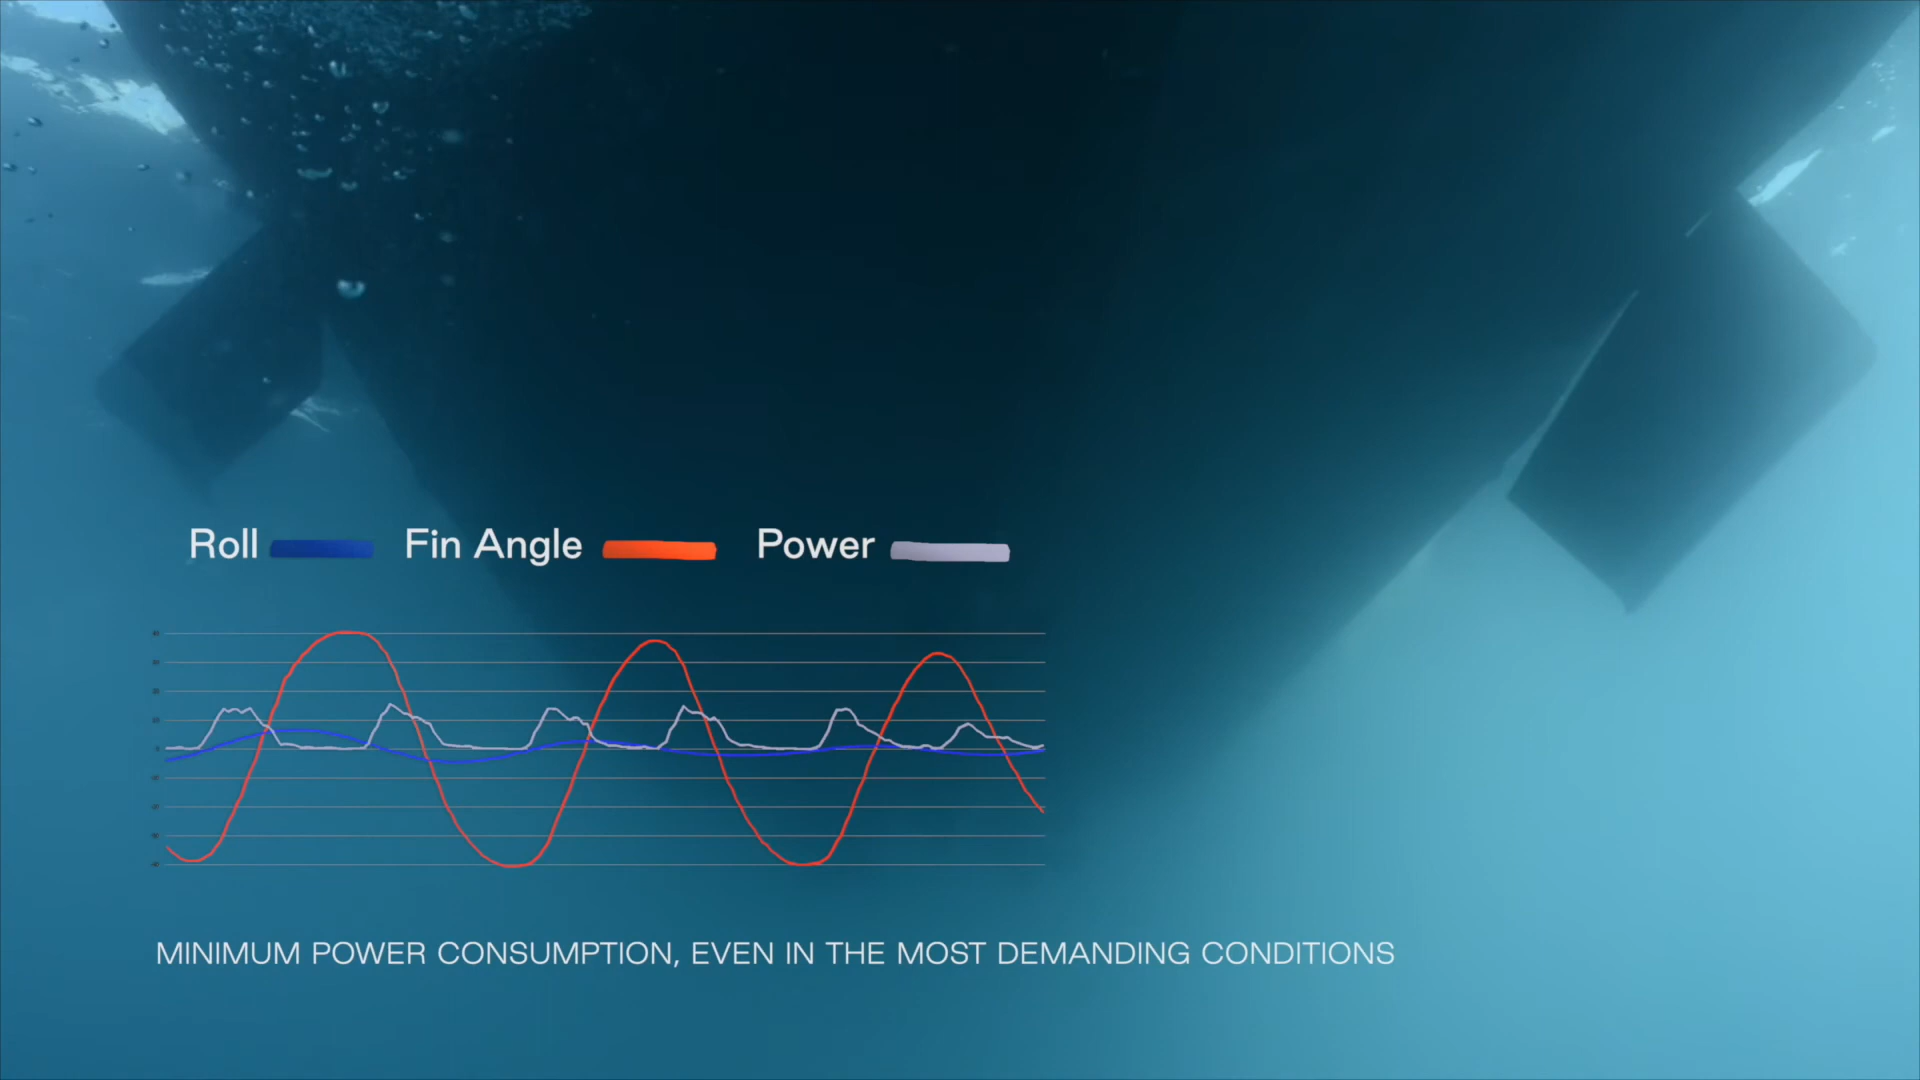 Roll Fin Angle Power
MINIMUM POWER CONSUMPTION, EVEN IN THE MOST DEMANDING CONDITIONS